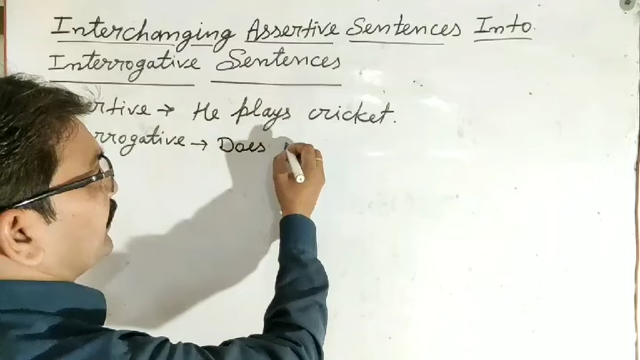 Interchanging Assertive Sentences Into
Interrogative Sentences
ertive → He plays cricket.
rrogative → Does